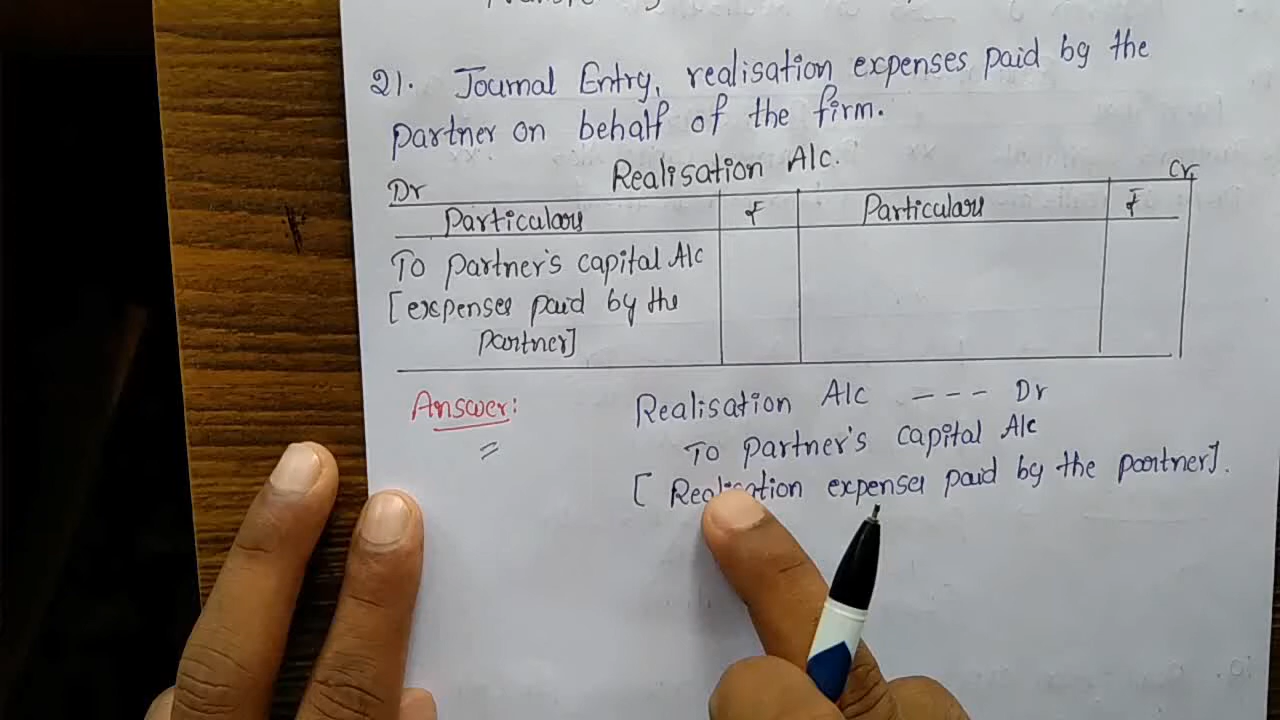 21. Journal Entry, realisation expenses paid by the
partner on behalf of the firm.
Realisation A/c.
Dr Cr
Particulars ₹ Particulars ₹
To partner's capital A/c
[expenses paid by the
partner]
Answer: Realisation A/c --- Dr
To partner's capital A/c
[Realisation expenses paid by the partner].